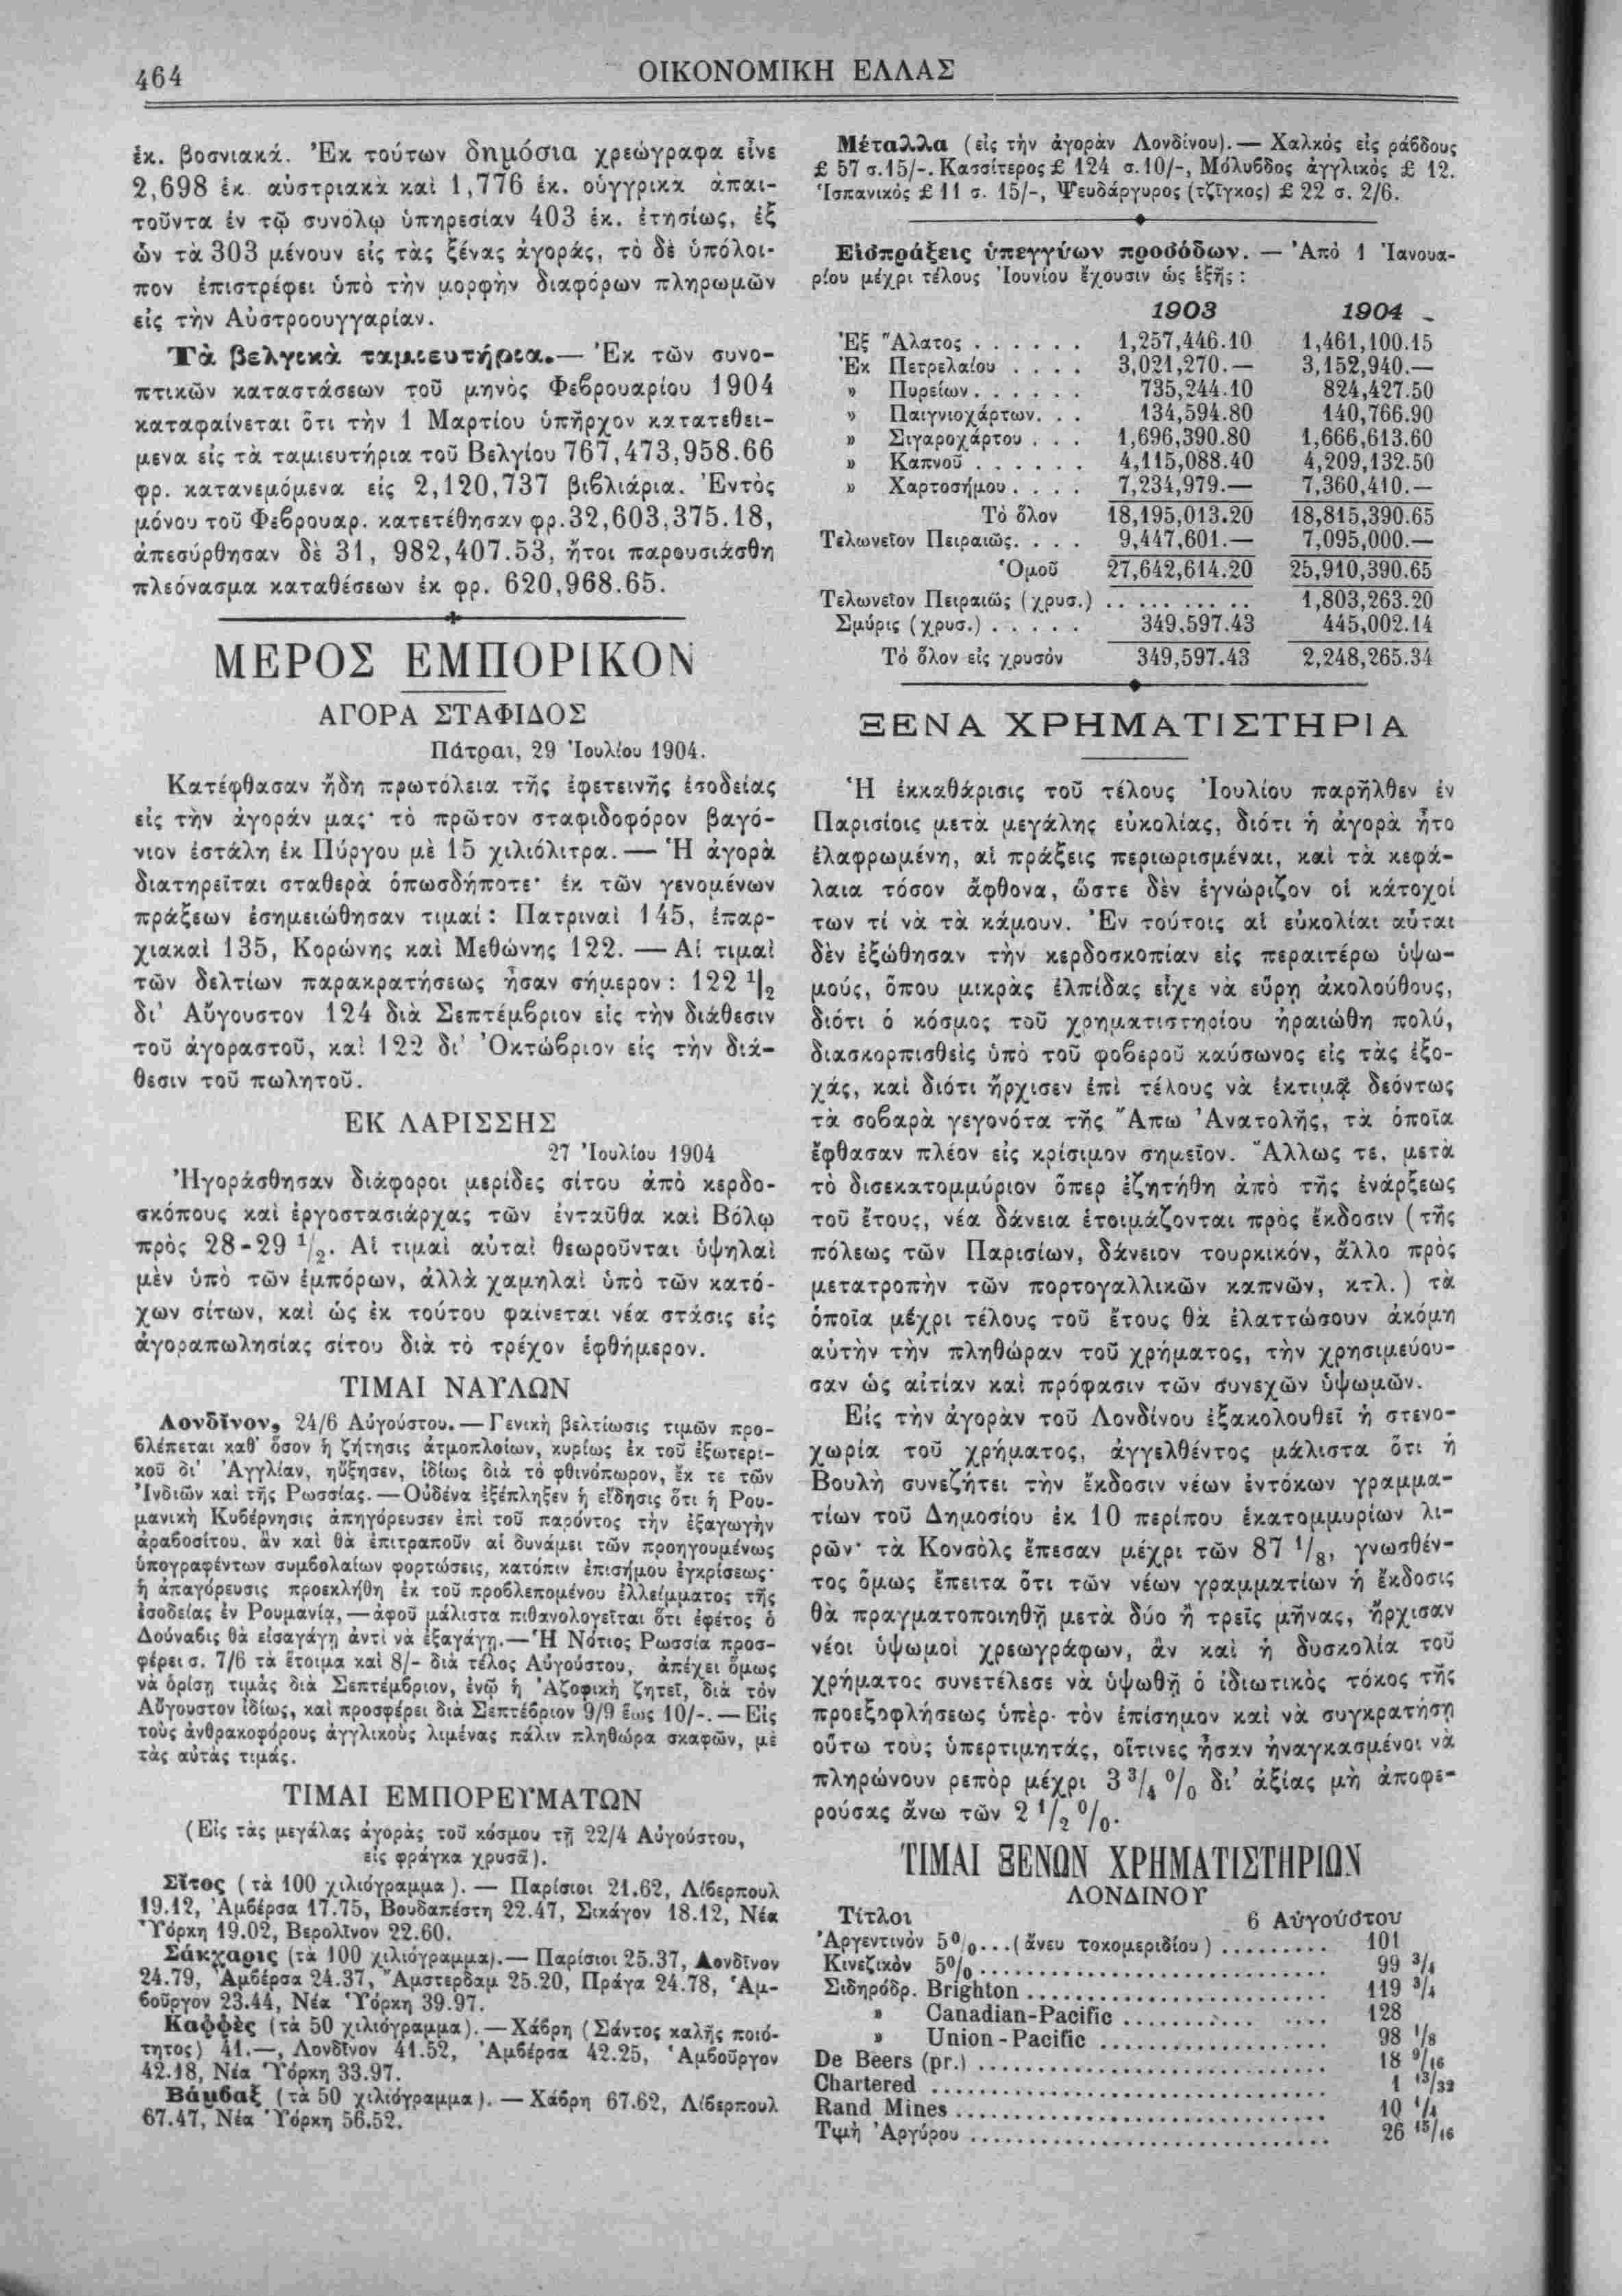 464
ΟΙΚΟΝΟΜΙΚΗ ΕΛΛΑΣ
ἑκ. βοσνιακά. Ἐκ τούτων δημόσια χρεώγραφα εἶνε
2,698 ἑκ. αὐστριακὰ καὶ 1,776 ἑκ. οὑγγρικὰ ἀπαι-
τοῦντα ἐν τῷ συνόλῳ ὑπηρεσίαν 403 ἑκ. ἐτησίως, ἐξ
ὧν τὰ 303 μένουν εἰς τὰς ξένας ἀγοράς, τὸ δὲ ὑπόλοι-
πον ἐπιστρέφει ὑπὸ τὴν μορφὴν διαφόρων πληρωμῶν
εἰς τὴν Αὐστροουγγαρίαν.
Τὰ βελγικὰ ταμιευτήρια.— Ἐκ τῶν συνο-
πτικῶν καταστάσεων τοῦ μηνὸς Φεβρουαρίου 1904
καταφαίνεται ὅτι τὴν 1 Μαρτίου ὑπῆρχον κατατεθει-
μενα εἰς τὰ ταμιευτήρια τοῦ Βελγίου 767,473,958.66
φρ. κατανεμόμενα εἰς 2,120,737 βιβλιάρια. Ἐντὸς
μόνου τοῦ Φεβρουαρ. κατετέθησαν φρ.32,603,375.18,
ἀπεσύρθησαν δὲ 31, 982,407.53, ἤτοι παρουσιάσθη
πλεόνασμα καταθέσεων ἐκ φρ. 620,968.65.
ΜΕΡΟΣ ΕΜΠΟΡΙΚΟΝ
ΑΓΟΡΑ ΣΤΑΦΙΔΟΣ
Πάτραι, 29 Ἰουλίου 1904.
Κατέφθασαν ἤδη πρωτόλεια τῆς ἐφετεινῆς ἐσοδείας
εἰς τὴν ἀγοράν μας· τὸ πρῶτον σταφιδοφόρον βαγό-
νιον ἐστάλη ἐκ Πύργου μὲ 15 χιλιόλιτρα.— Ἡ ἀγορὰ
διατηρεῖται σταθερὰ ὁπωσδήποτε· ἐκ τῶν γενομένων
πράξεων ἐσημειώθησαν τιμαί: Πατριναὶ 145, ἐπαρ-
χιακαὶ 135, Κορώνης καὶ Μεθώνης 122. — Αἱ τιμαὶ
τῶν δελτίων παρακρατήσεως ἦσαν σήμερον: 122 1/2
δι' Αὔγουστον 124 διὰ Σεπτέμβριον εἰς τὴν διάθεσιν
τοῦ ἀγοραστοῦ, καὶ 122 δι' Ὀκτώβριον εἰς τὴν διά-
θεσιν τοῦ πωλητοῦ.
ΕΚ ΛΑΡΙΣΣΗΣ
27 Ἰουλίου 1904
Ἠγοράσθησαν διάφοροι μερίδες σίτου ἀπὸ κερδο-
σκόπους καὶ ἐργοστασιάρχας τῶν ἐνταῦθα καὶ Βόλῳ
πρὸς 28-29 1/2. Αἱ τιμαὶ αὐταὶ θεωροῦνται ὑψηλαὶ
μὲν ὑπὸ τῶν ἐμπόρων, ἀλλὰ χαμηλαὶ ὑπὸ τῶν κατό-
χων σίτων, καὶ ὡς ἐκ τούτου φαίνεται νέα στάσις εἰς
ἀγοραπωλησίας σίτου διὰ τὸ τρέχον ἑφθήμερον.
ΤΙΜΑΙ ΝΑΥΛΩΝ
Λονδῖνον, 24/6 Αὐγούστου.— Γενικὴ βελτίωσις τιμῶν προ-
βλέπεται καθ' ὅσον ἡ ζήτησις ἀτμοπλοίων, κυρίως ἐκ τοῦ ἐξωτερι-
κοῦ δι' Ἀγγλίαν, ηὔξησεν, ἰδίως διὰ τὸ φθινόπωρον, ἔκ τε τῶν
Ἰνδιῶν καὶ τῆς Ρωσσίας.—Οὐδένα ἐξέπληξεν ἡ εἴδησις ὅτι ἡ Ρου-
μανικὴ Κυβέρνησις ἀπηγόρευσεν ἐπὶ τοῦ παρόντος τὴν ἐξαγωγὴν
ἀραβοσίτου, ἂν καὶ θὰ ἐπιτραποῦν αἱ δυνάμει τῶν προηγουμένως
ὑπογραφέντων συμβολαίων φορτώσεις, κατόπιν ἐπισήμου ἐγκρίσεως·
ἡ ἀπαγόρευσις προεκλήθη ἐκ τοῦ προβλεπομένου ἐλλείμματος τῆς
ἐσοδείας ἐν Ρουμανίᾳ,—ἀφοῦ μάλιστα πιθανολογεῖται ὅτι ἐφέτος ὁ
Δούναβις θὰ εἰσαγάγῃ ἀντὶ νὰ ἐξαγάγῃ.—Ἡ Νότιος Ρωσσία προσ-
φέρει σ. 7/6 τὰ ἕτοιμα καὶ 8/- διὰ τέλος Αὐγούστου, ἀπέχει ὅμως
νὰ ὁρίσῃ τιμὰς διὰ Σεπτέμβριον, ἐνῷ ἡ Ἀζοφικὴ ζητεῖ, διὰ τὸν
Αὔγουστον ἰδίως, καὶ προσφέρει διὰ Σεπτέβριον 9/9 ἕως 10/-.—Εἰς
τοὺς ἀνθρακοφόρους ἀγγλικοὺς λιμένας πάλιν πληθώρα σκαφῶν, μὲ
τὰς αὐτὰς τιμάς.
ΤΙΜΑΙ ΕΜΠΟΡΕΥΜΑΤΩΝ
(Εἰς τὰς μεγάλας ἀγορὰς τοῦ κόσμου τῇ 22/4 Αὐγούστου,
εἰς φράγκα χρυσᾶ).
Σῖτος (τὰ 100 χιλιόγραμμα). — Παρίσιοι 21.62, Λίβερπουλ
19.12, Ἀμβέρσα 17.75, Βουδαπέστη 22.47, Σικάγον 18.12, Νέα
Ὑόρκη 19.02, Βερολῖνον 22.60.
Σάκχαρις (τὰ 100 χιλιόγραμμα).— Παρίσιοι 25.37, Λονδῖνον
24.79, Ἀμβέρσα 24.37, Ἄμστερδαμ 25.20, Πράγα 24.78, Ἁμ-
βοῦργον 23.44, Νέα Ὑόρκη 39.97.
Καφφὲς (τὰ 50 χιλιόγραμμα).—Χάβρη (Σάντος καλῆς ποιό-
τητος) 41.—, Λονδῖνον 41.52, Ἀμβέρσα 42.25, Ἁμβοῦργον
42.18, Νέα Ὑόρκη 33.97.
Βάμβαξ (τὰ 50 χιλιόγραμμα).—Χάβρη 67.62, Λίβερπουλ
67.47, Νέα Ὑόρκη 56.52.
Μέταλλα (εἰς τὴν ἀγορὰν Λονδίνου).— Χαλκὸς εἰς ράβδους
£ 57 σ.15/-. Κασσίτερος £ 124 σ.10/-, Μόλυβδος ἀγγλικὸς £ 12.
Ἱσπανικός £ 11 σ. 15/-, Ψευδάργυρος (τζῖγκος) £ 22 σ. 2/6.
Εἰσπράξεις ὑπεγγύων προσόδων. — Ἀπὸ 1 Ἰανουα-
ρίου μέχρι τέλους Ἰουνίου ἔχουσιν ὡς ἑξῆς:
1903 1904
Ἐξ Ἅλατος . . . . . . 1,257,446.10 1,461,100.15
Ἐκ Πετρελαίου . . . . 3,021,270.— 3,152,940.—
» Πυρείων . . . . . . 735,244.10 824,427.50
» Παιγνιοχάρτων. . . 134,594.80 140,766.90
» Σιγαροχάρτου . . . 1,696,390.80 1,666,613.60
» Καπνοῦ . . . . . . 4,115,088.40 4,209,132.50
» Χαρτοσήμου . . . . 7,234,979.— 7,360,410.—
Τὸ ὅλον 18,195,013.20 18,815,390.65
Τελωνεῖον Πειραιῶς. . . . 9,447,601.— 7,095,000.—
Ὁμοῦ 27,642,614.20 25,910,390.65
Τελωνεῖον Πειραιῶς (χρυσ.) . . . . . . . . . . 1,803,263.20
Σμύρις (χρυσ.) . . . . . 349,597.43 445,002.14
Τὸ ὅλον εἰς χρυσὸν 349,597.43 2,248,265.34
ΞΕΝΑ ΧΡΗΜΑΤΙΣΤΗΡΙΑ
Ἡ ἐκκαθάρισις τοῦ τέλους Ἰουλίου παρῆλθεν ἐν
Παρισίοις μετὰ μεγάλης εὐκολίας, διότι ἡ ἀγορὰ ἦτο
ἐλαφρωμένη, αἱ πράξεις περιωρισμέναι, καὶ τὰ κεφά-
λαια τόσον ἄφθονα, ὥστε δὲν ἐγνώριζον οἱ κάτοχοί
των τί νὰ τὰ κάμουν. Ἐν τούτοις αἱ εὐκολίαι αὗται
δὲν ἐξώθησαν τὴν κερδοσκοπίαν εἰς περαιτέρω ὑψω-
μούς, ὅπου μικρὰς ἐλπίδας εἶχε νὰ εὕρῃ ἀκολούθους,
διότι ὁ κόσμος τοῦ χρηματιστηρίου ἠραιώθη πολύ,
διασκορπισθεὶς ὑπὸ τοῦ φοβεροῦ καύσωνος εἰς τὰς ἐξο-
χάς, καὶ διότι ἤρχισεν ἐπὶ τέλους νὰ ἐκτιμᾷ δεόντως
τὰ σοβαρὰ γεγονότα τῆς Ἄπω Ἀνατολῆς, τὰ ὁποῖα
ἔφθασαν πλέον εἰς κρίσιμον σημεῖον. Ἄλλως τε, μετὰ
τὸ δισεκατομμύριον ὅπερ ἐζητήθη ἀπὸ τῆς ἐνάρξεως
τοῦ ἔτους, νέα δάνεια ἑτοιμάζονται πρὸς ἔκδοσιν (τῆς
πόλεως τῶν Παρισίων, δάνειον τουρκικόν, ἄλλο πρὸς
μετατροπὴν τῶν πορτογαλλικῶν καπνῶν, κτλ.) τὰ
ὁποῖα μέχρι τέλους τοῦ ἔτους θὰ ἐλαττώσουν ἀκόμη
αὐτὴν τὴν πληθώραν τοῦ χρήματος, τὴν χρησιμεύου-
σαν ὡς αἰτίαν καὶ πρόφασιν τῶν συνεχῶν ὑψωμῶν.
Εἰς τὴν ἀγορὰν τοῦ Λονδίνου ἐξακολουθεῖ ἡ στενο-
χωρία τοῦ χρήματος, ἀγγελθέντος μάλιστα ὅτι ἡ
Βουλὴ συνεζήτει τὴν ἔκδοσιν νέων ἐντόκων γραμμα-
τίων τοῦ Δημοσίου ἐκ 10 περίπου ἑκατομμυρίων λι-
ρῶν· τὰ Κονσὸλς ἔπεσαν μέχρι τῶν 87 1/8, γνωσθέν-
τος ὅμως ἔπειτα ὅτι τῶν νέων γραμματίων ἡ ἔκδοσις
θὰ πραγματοποιηθῇ μετὰ δύο ἢ τρεῖς μῆνας, ἤρχισαν
νέοι ὑψωμοὶ χρεωγράφων, ἂν καὶ ἡ δυσκολία τοῦ
χρήματος συνετέλεσε νὰ ὑψωθῇ ὁ ἰδιωτικὸς τόκος τῆς
προεξοφλήσεως ὑπὲρ τὸν ἐπίσημον καὶ νὰ συγκρατήσῃ
οὕτω τοὺς ὑπερτιμητάς, οἵτινες ἦσαν ἠναγκασμένοι νὰ
πληρώνουν ρεπὸρ μέχρι 3 3/4 0/0 δι' ἀξίας μὴ ἀποφε-
ρούσας ἄνω τῶν 2 1/2 0/0.
ΤΙΜΑΙ ΞΕΝΩΝ ΧΡΗΜΑΤΙΣΤΗΡΙΩΝ
ΛΟΝΔΙΝΟΥ
Τίτλοι 6 Αὐγούστου
Ἀργεντινὸν 5 0/0...(ἄνευ τοκομεριδίου) ......... 101
Κινεζικὸν 5 0/0 .............................. 99 3/4
Σιδηρόδρ. Brighton .......................... 119 3/4
» Canadian-Pacific ................. 128
» Union-Pacific .................... 98 1/8
De Beers (pr.) .............................. 18 9/16
Chartered ................................... 1 13/32
Rand Mines .................................. 10 1/4
Τιμὴ Ἀργύρου ................................ 26 15/16